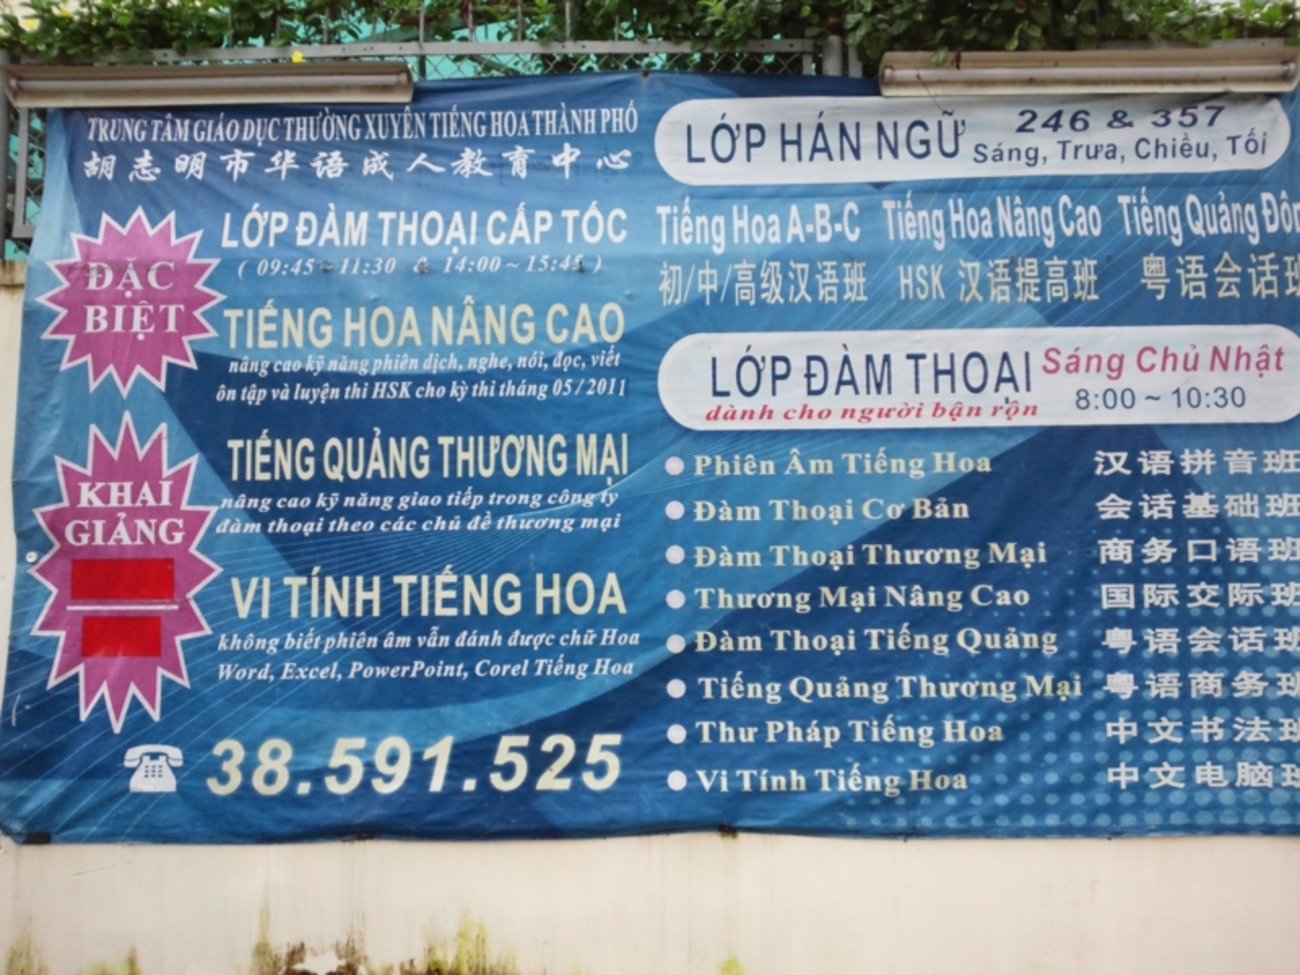 TRUNG TÂM GIÁO DỤC THƯỜNG XUYÊN TIẾNG HOA THÀNH PHỐ
胡志明市华语成人教育中心
ĐẶC
BIỆT
LỚP ĐÀM THOẠI CẤP TỐC
( 09:45 ~ 11:30 & 14:00 ~ 15:45 )
TIẾNG HOA NÂNG CAO
nâng cao kỹ năng phiên dịch, nghe, nói, đọc, viết
ôn tập và luyện thi HSK cho kỳ thi tháng 05 / 2011
KHAI
GIẢNG
TIẾNG QUẢNG THƯƠNG MẠI
nâng cao kỹ năng giao tiếp trong công ty
đàm thoại theo các chủ đề thương mại
VI TÍNH TIẾNG HOA
không biết phiên âm vẫn đánh được chữ Hoa
Word, Excel, PowerPoint, Corel Tiếng Hoa
38.591.525
LỚP HÁN NGỮ 246 & 357
Sáng, Trưa, Chiều, Tối
Tiếng Hoa A-B-C Tiếng Hoa Nâng Cao Tiếng Quảng Đôn
初/中/高级汉语班 HSK 汉语提高班 粤语会话班
LỚP ĐÀM THOẠI Sáng Chủ Nhật
dành cho người bận rộn 8:00 ~ 10:30
Phiên Âm Tiếng Hoa 汉语拼音班
Đàm Thoại Cơ Bản 会话基础班
Đàm Thoại Thương Mại 商务口语班
Thương Mại Nâng Cao 国际交际班
Đàm Thoại Tiếng Quảng 粤语会话班
Tiếng Quảng Thương Mại 粤语商务班
Thư Pháp Tiếng Hoa 中文书法班
Vi Tính Tiếng Hoa 中文电脑班